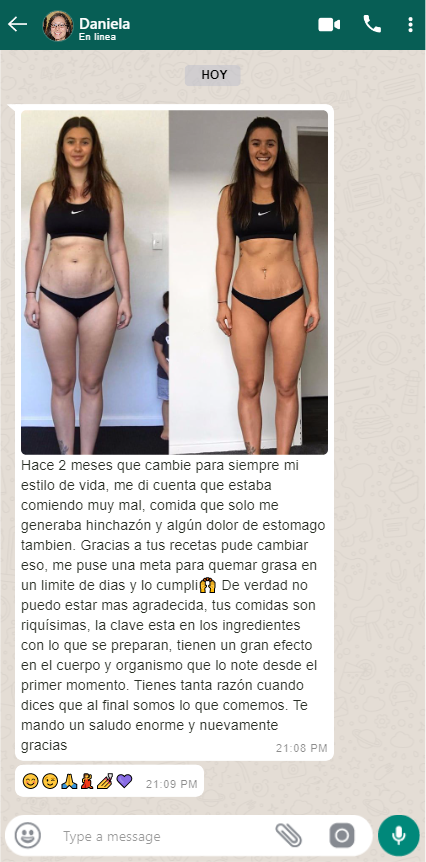 Daniela
En linea
HOY
Hace 2 meses que cambie para siempre mi
estilo de vida, me di cuenta que estaba
comiendo muy mal, comida que solo me
generaba hinchazón y algún dolor de estomago
tambien. Gracias a tus recetas pude cambiar
eso, me puse una meta para quemar grasa en
un limite de dias y lo cumpli🙌 De verdad no
puedo estar mas agradecida, tus comidas son
riquísimas, la clave esta en los ingredientes
con lo que se preparan, tienen un gran efecto
en el cuerpo y organismo que lo note desde el
primer momento. Tienes tanta razón cuando
dices que al final somos lo que comemos. Te
mando un saludo enorme y nuevamente
gracias
21:08 PM
😊😉🙏💃💅💜 21:09 PM
Type a message